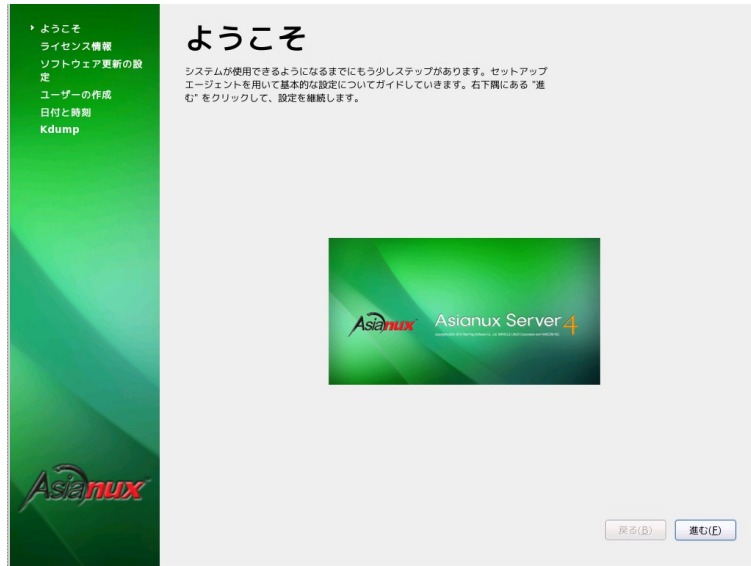 ようこそ
ライセンス情報
ソフトウェア更新の設
定
ユーザーの作成
日付と時刻
Kdump
ようこそ
システムが使用できるようになるまでにもう少しステップがあります。セットアップ
エージェントを用いて基本的な設定についてガイドしていきます。右下隅にある "進
む" をクリックして、設定を継続します。
Asianux
Asianux Server 4
Asianux
戻る(B)
進む(F)